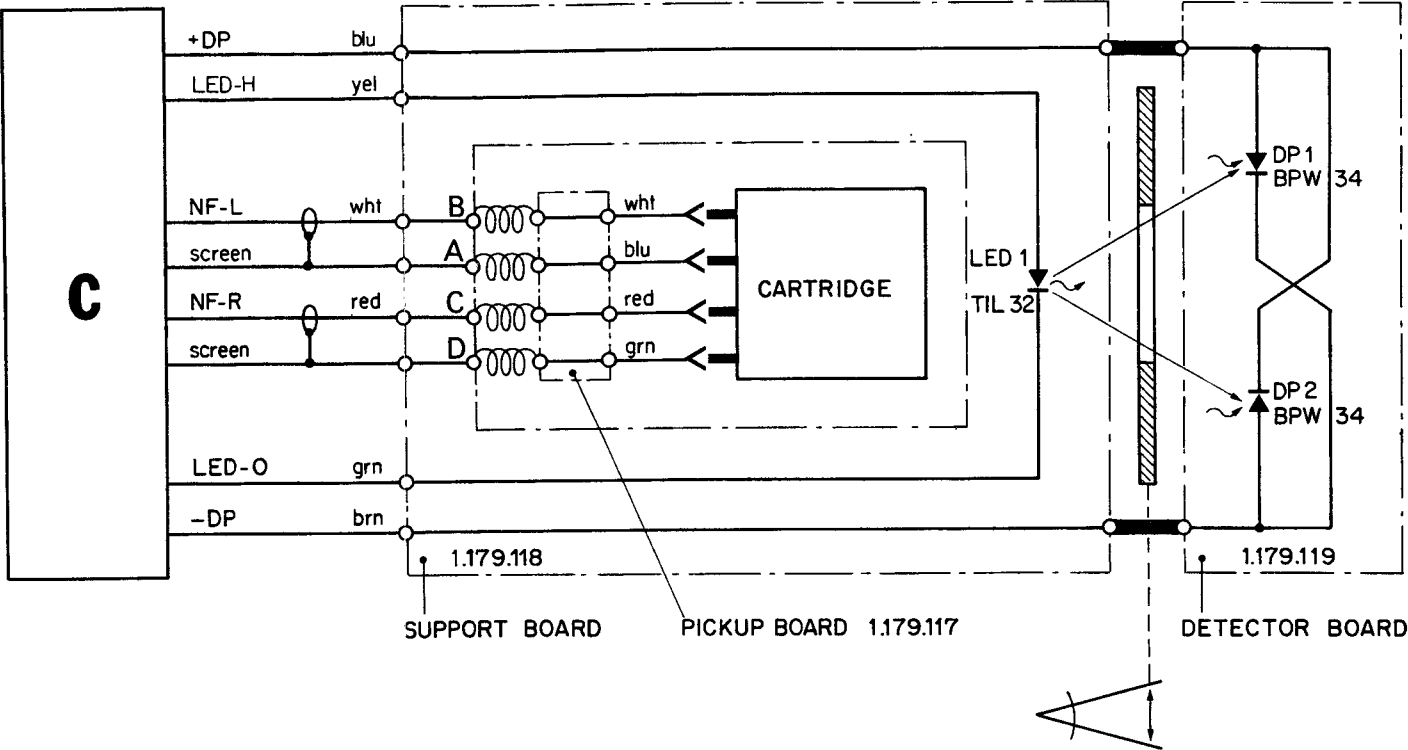 C
+DP blu
LED-H yel
NF-L wht B wht
screen A blu
NF-R red C red
screen D grn
CARTRIDGE
LED 1
TIL 32
DP 1
BPW 34
DP 2
BPW 34
LED-O grn
-DP brn
1.179.118
1.179.119
SUPPORT BOARD
PICKUP BOARD 1.179.117
DETECTOR BOARD